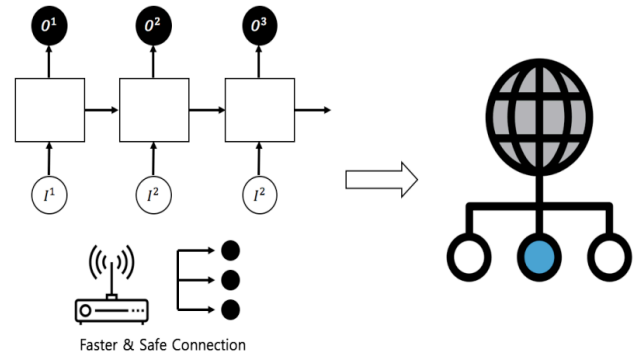 O¹ O² O³
I¹ I² I²
Faster & Safe Connection